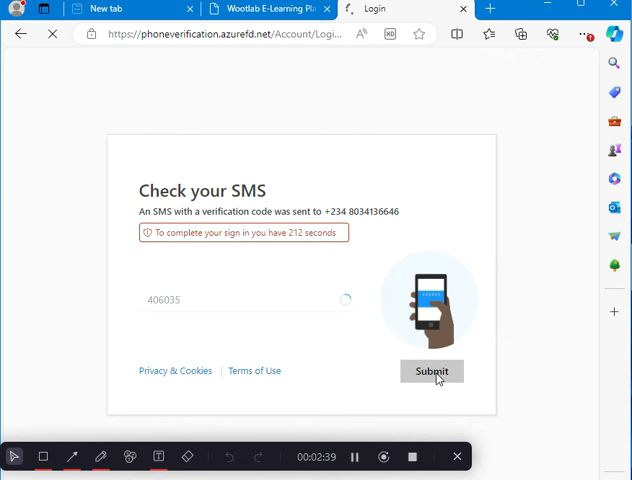 New tab
Wootlab E-Learning Pla
Login
https://phoneverification.azurefd.net/Account/Logi...
Check your SMS
An SMS with a verification code was sent to +234 8034136646
To complete your sign in you have 212 seconds
406035
Privacy & Cookies | Terms of Use
Submit
00:02:39